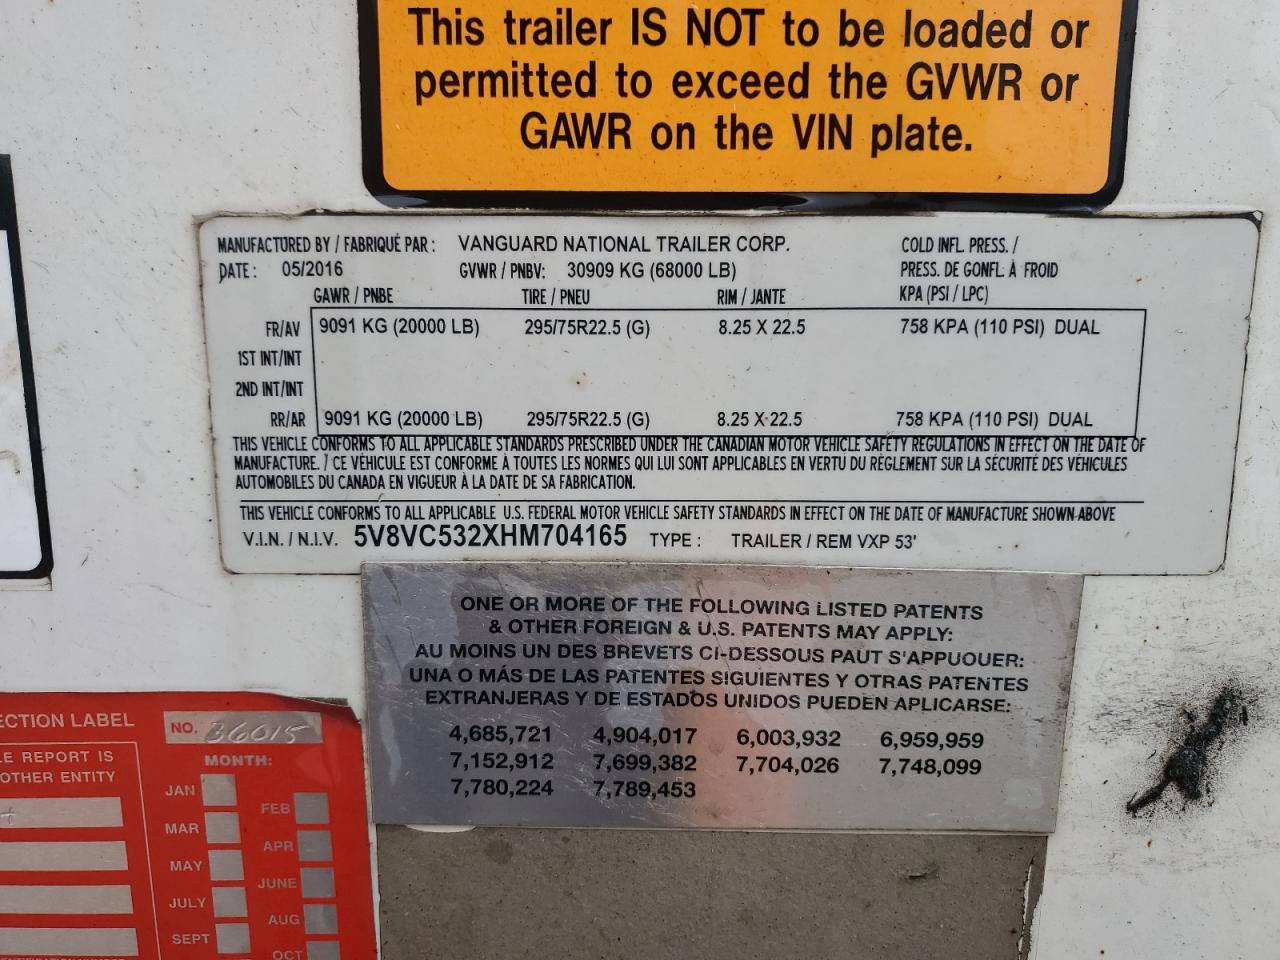 This trailer IS NOT to be loaded or
permitted to exceed the GVWR or
GAWR on the VIN plate.
MANUFACTURED BY / FABRIQUÉ PAR : VANGUARD NATIONAL TRAILER CORP. COLD INFL. PRESS. /
DATE : 05/2016 GVWR / PNBV: 30909 KG (68000 LB) PRESS. DE GONFL. À FROID
GAWR / PNBE TIRE / PNEU RIM / JANTE KPA (PSI / LPC)
FR/AV 9091 KG (20000 LB) 295/75R22.5 (G) 8.25 X 22.5 758 KPA (110 PSI) DUAL
1ST INT/INT
2ND INT/INT
RR/AR 9091 KG (20000 LB) 295/75R22.5 (G) 8.25 X 22.5 758 KPA (110 PSI) DUAL
THIS VEHICLE CONFORMS TO ALL APPLICABLE STANDARDS PRESCRIBED UNDER THE CANADIAN MOTOR VEHICLE SAFETY REGULATIONS IN EFFECT ON THE DATE OF
MANUFACTURE. / CE VÉHICULE EST CONFORME À TOUTES LES NORMES QUI LUI SONT APPLICABLES EN VERTU DU RÈGLEMENT SUR LA SÉCURITÉ DES VÉHICULES
AUTOMOBILES DU CANADA EN VIGUEUR À LA DATE DE SA FABRICATION.
THIS VEHICLE CONFORMS TO ALL APPLICABLE U.S. FEDERAL MOTOR VEHICLE SAFETY STANDARDS IN EFFECT ON THE DATE OF MANUFACTURE SHOWN ABOVE
V.I.N. / N.I.V. 5V8VC532XHM704165 TYPE : TRAILER / REM VXP 53'
ONE OR MORE OF THE FOLLOWING LISTED PATENTS
& OTHER FOREIGN & U.S. PATENTS MAY APPLY:
AU MOINS UN DES BREVETS CI-DESSOUS PAUT S'APPUOUER:
UNA O MÁS DE LAS PATENTES SIGUIENTES Y OTRAS PATENTES
EXTRANJERAS Y DE ESTADOS UNIDOS PUEDEN APLICARSE:
4,685,721 4,904,017 6,003,932 6,959,959
7,152,912 7,699,382 7,704,026 7,748,099
7,780,224 7,789,453
ECTION LABEL NO. 36015
LE REPORT IS
OTHER ENTITY
MONTH:
JAN
FEB
MAR
APR
MAY
JUNE
JULY
AUG
SEPT
OCT